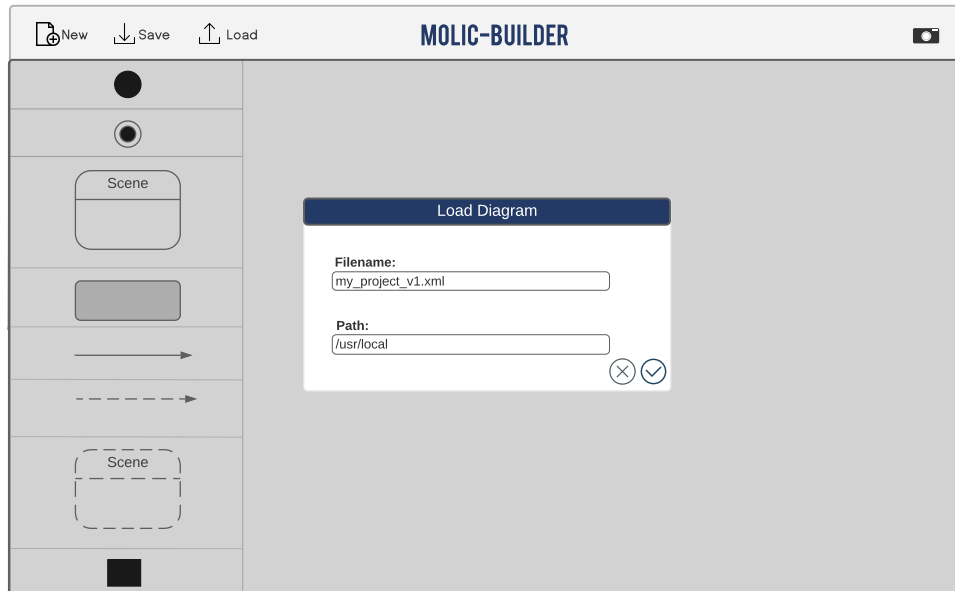 New Save Load MOLIC-BUILDER
Scene
Load Diagram
Filename:
my_project_v1.xml
Path:
/usr/local
Scene